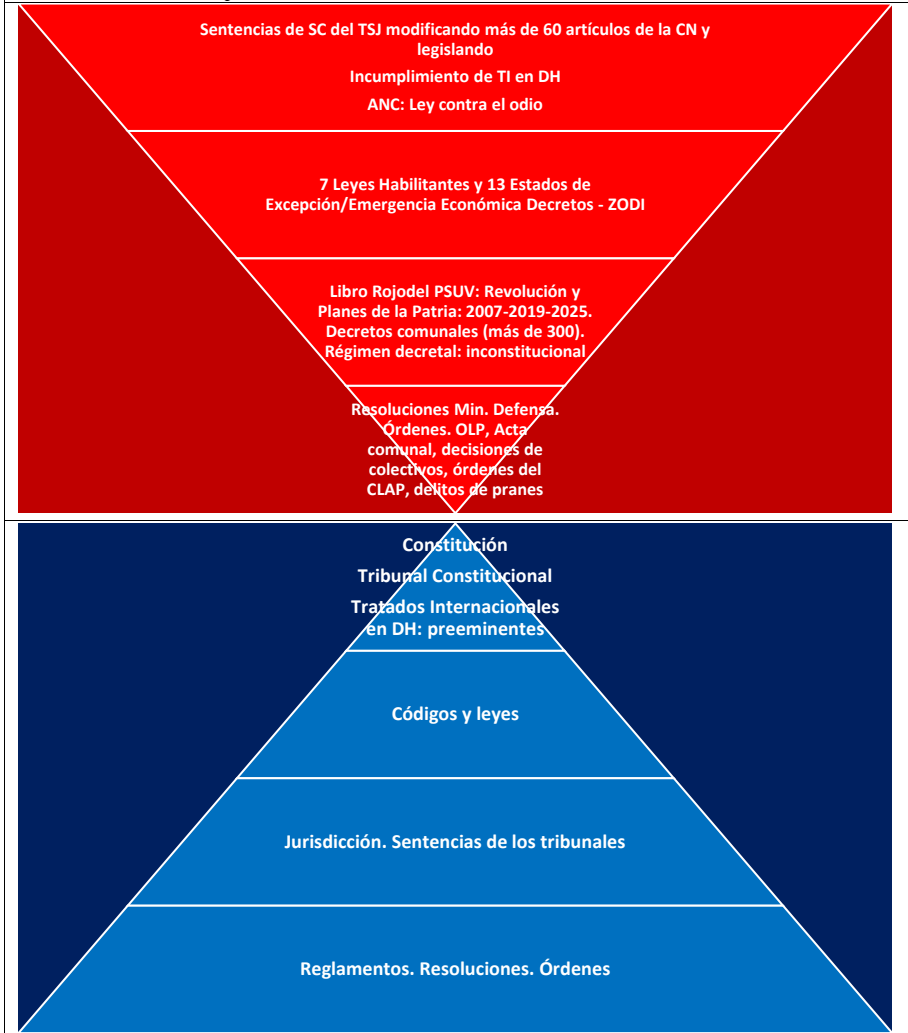 Sentencias de SC del TSJ modificando más de 60 artículos de la CN y
legislando
Incumplimiento de TI en DH
ANC: Ley contra el odio
7 Leyes Habilitantes y 13 Estados de
Excepción/Emergencia Económica Decretos - ZODI
Libro Rojodel PSUV: Revolución y
Planes de la Patria: 2007-2019-2025.
Decretos comunales (más de 300).
Régimen decretal: inconstitucional
Resoluciones Min. Defensa.
Órdenes. OLP, Acta
comunal, decisiones de
colectivos, órdenes del
CLAP, delitos de pranes
Constitución
Tribunal Constitucional
Tratados Internacionales
en DH: preeminentes
Códigos y leyes
Jurisdicción. Sentencias de los tribunales
Reglamentos. Resoluciones. Órdenes